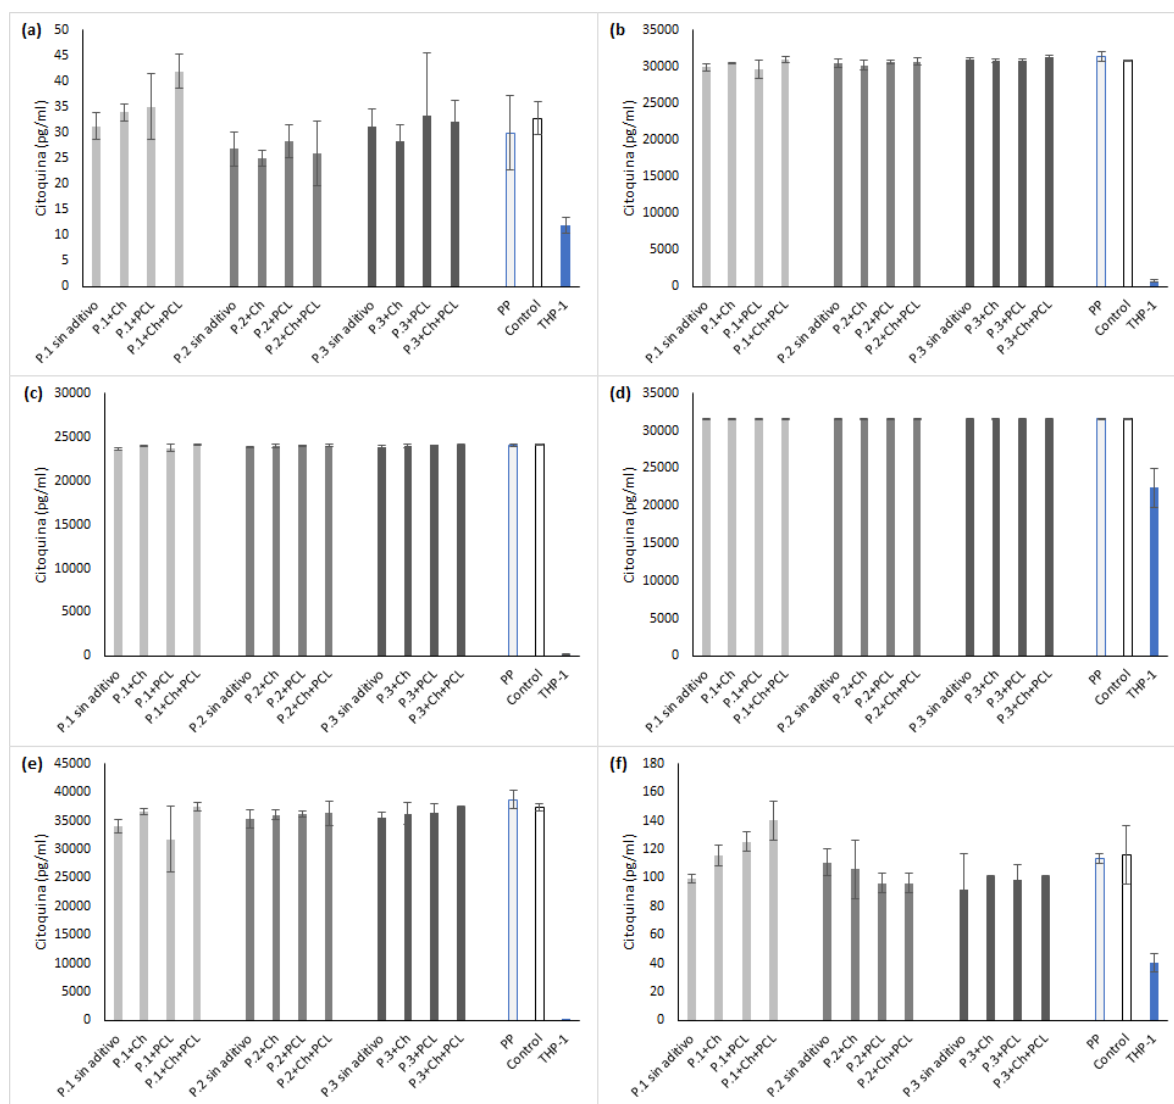 (a)
Citoquina (pg/ml)
50
45
40
35
30
25
20
15
10
5
0
P.1 sin aditivo
P.1+Ch
P.1+PCL
P.1+Ch+PCL
P.2 sin aditivo
P.2+Ch
P.2+PCL
P.2+Ch+PCL
P.3 sin aditivo
P.3+Ch
P.3+PCL
P.3+Ch+PCL
PP
Control
THP-1
(b
Citoquina (pg/ml)
35000
30000
25000
20000
15000
10000
5000
0
P.1 sin aditivo
P.1+Ch
P.1+PCL
P.1+Ch+PCL
P.2 sin aditivo
P.2+Ch
P.2+PCL
P.2+Ch+PCL
P.3 sin aditivo
P.3+Ch
P.3+PCL
P.3+Ch+PCL
PP
Control
THP-1
(c)
Citoquina (pg/ml)
30000
25000
20000
15000
10000
5000
0
P.1 sin aditivo
P.1+Ch
P.1+PCL
P.1+Ch+PCL
P.2 sin aditivo
P.2+Ch
P.2+PCL
P.2+Ch+PCL
P.3 sin aditivo
P.3+Ch
P.3+PCL
P.3+Ch+PCL
PP
Control
THP-1
(d)
Citoquina (pg/ml)
35000
30000
25000
20000
15000
10000
5000
0
P.1 sin aditivo
P.1+Ch
P.1+PCL
P.1+Ch+PCL
P.2 sin aditivo
P.2+Ch
P.2+PCL
P.2+Ch+PCL
P.3 sin aditivo
P.3+Ch
P.3+PCL
P.3+Ch+PCL
PP
Control
THP-1
(e)
Citoquina (pg/ml)
45000
40000
35000
30000
25000
20000
15000
10000
5000
0
P.1 sin aditivo
P.1+Ch
P.1+PCL
P.1+Ch+PCL
P.2 sin aditivo
P.2+Ch
P.2+PCL
P.2+Ch+PCL
P.3 sin aditivo
P.3+Ch
P.3+PCL
P.3+Ch+PCL
PP
Control
THP-1
(f)
Citoquina (pg/ml)
180
160
140
120
100
80
60
40
20
0
P.1 sin aditivo
P.1+Ch
P.1+PCL
P.1+Ch+PCL
P.2 sin aditivo
P.2+Ch
P.2+PCL
P.2+Ch+PCL
P.3 sin aditivo
P.3+Ch
P.3+PCL
P.3+Ch+PCL
PP
Control
THP-1